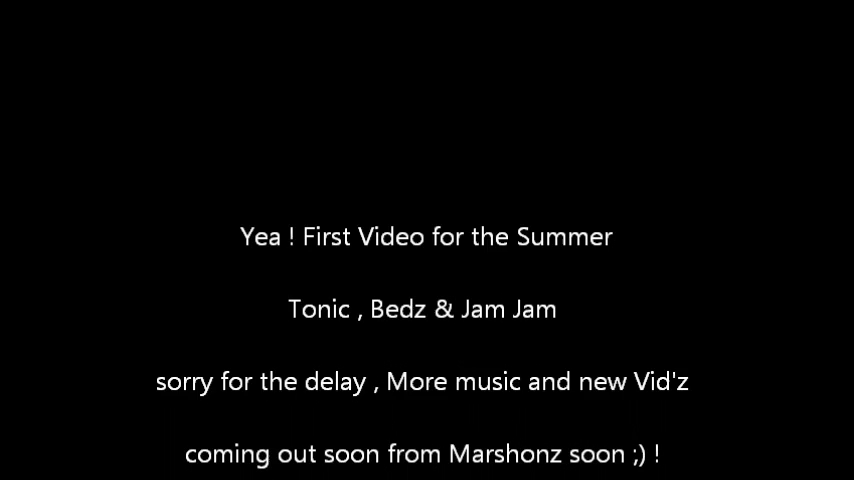 Yea ! First Video for the Summer
Tonic , Bedz & Jam Jam
sorry for the delay , More music and new Vid'z
coming out soon from Marshonz soon ;) !